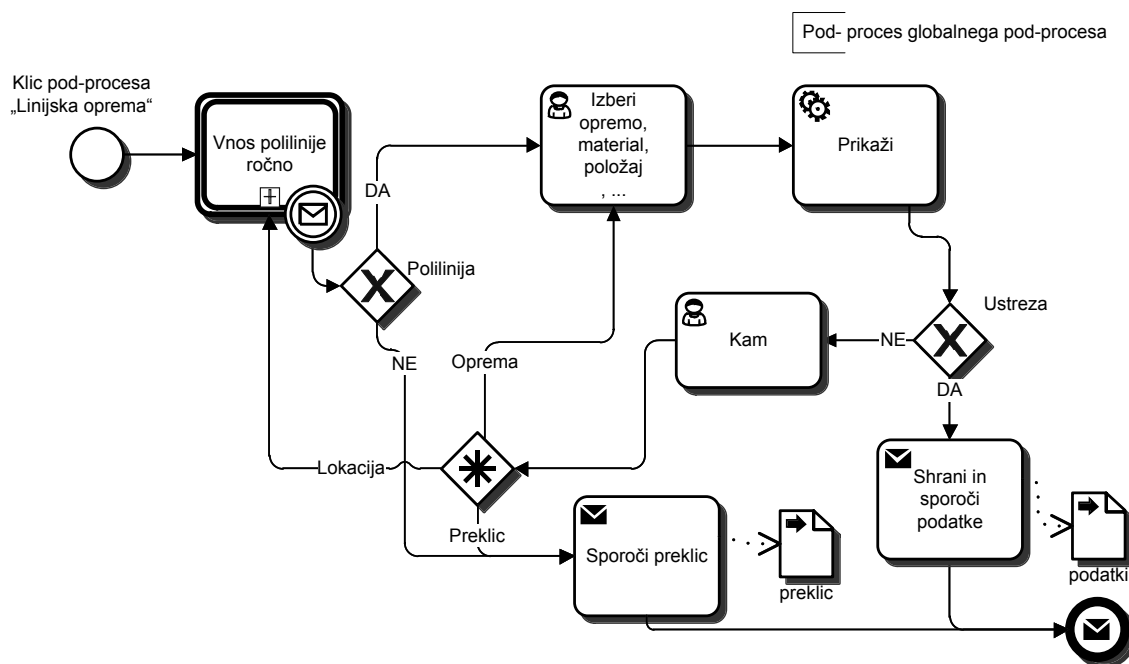 Pod- proces globalnega pod-procesa
Klic pod-procesa
„Linijska oprema“
Vnos polilinije
ročno
Izberi
opremo,
material,
položaj
, ...
Prikaži
DA
Polilinija
Ustreza
Kam
NE
NE
Oprema
DA
Lokacija
Shrani in
sporoči
podatke
Preklic
Sporoči preklic
preklic
podatki